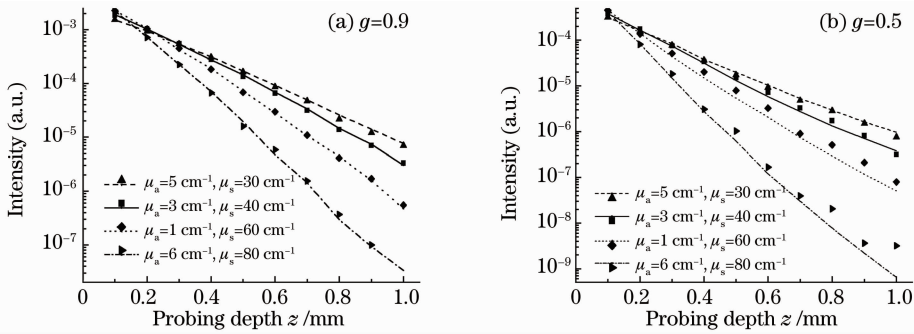 (a) g=0.9
10⁻³
10⁻⁴
10⁻⁵
10⁻⁶
10⁻⁷
Intensity (a.u.)
μa=5 cm⁻¹, μs=30 cm⁻¹
μa=3 cm⁻¹, μs=40 cm⁻¹
μa=1 cm⁻¹, μs=60 cm⁻¹
μa=6 cm⁻¹, μs=80 cm⁻¹
0 0.2 0.4 0.6 0.8 1.0
Probing depth z /mm
(b) g=0.5
10⁻⁴
10⁻⁵
10⁻⁶
10⁻⁷
10⁻⁸
10⁻⁹
Intensity (a.u.)
μa=5 cm⁻¹, μs=30 cm⁻¹
μa=3 cm⁻¹, μs=40 cm⁻¹
μa=1 cm⁻¹, μs=60 cm⁻¹
μa=6 cm⁻¹, μs=80 cm⁻¹
0 0.2 0.4 0.6 0.8 1.0
Probing depth z /mm